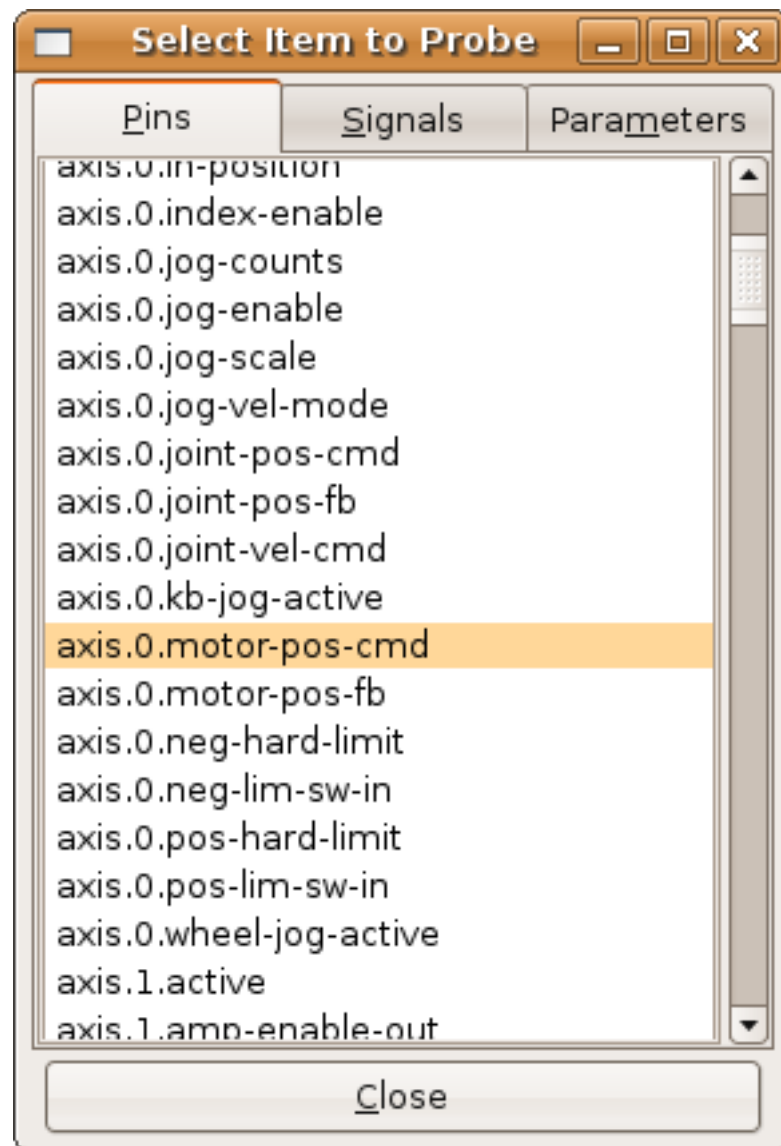 Select Item to Probe
Pins Signals Parameters
axis.0.in-position
axis.0.index-enable
axis.0.jog-counts
axis.0.jog-enable
axis.0.jog-scale
axis.0.jog-vel-mode
axis.0.joint-pos-cmd
axis.0.joint-pos-fb
axis.0.joint-vel-cmd
axis.0.kb-jog-active
axis.0.motor-pos-cmd
axis.0.motor-pos-fb
axis.0.neg-hard-limit
axis.0.neg-lim-sw-in
axis.0.pos-hard-limit
axis.0.pos-lim-sw-in
axis.0.wheel-jog-active
axis.1.active
axis.1.amp-enable-out
Close